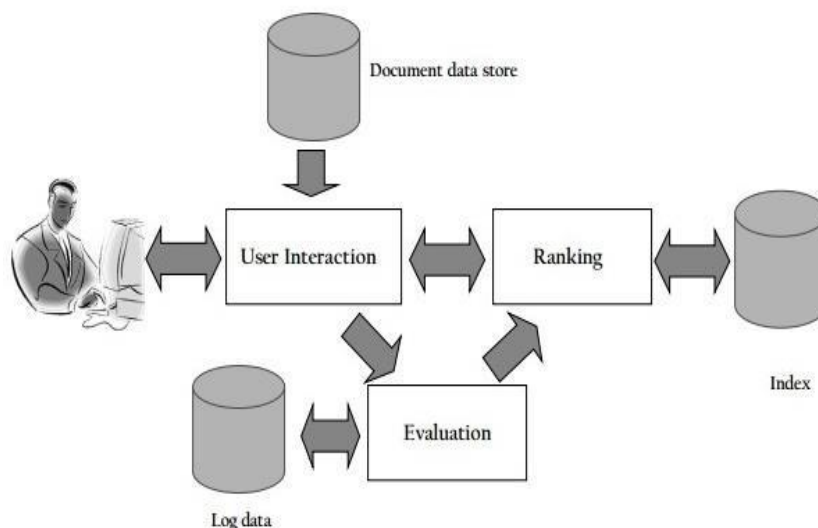 Document data store
User Interaction
Ranking
Index
Evaluation
Log data